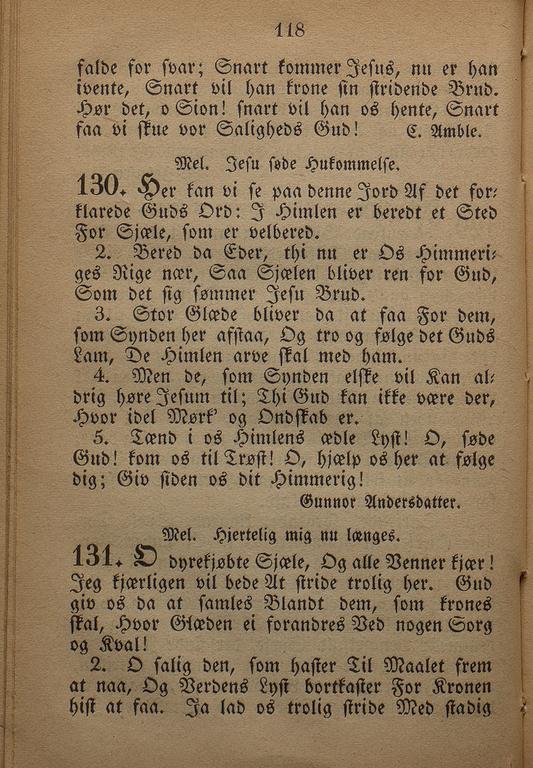 118
falde for svar; Snart kommer Jesus, nu er han
ivente, Snart vil han krone sin stridende Brud.
Hør det, o Sion! snart vil han os hente, Snart
faa vi skue vor Saligheds Gud! C. Amble.
Mel. Jesu søde Hukommelse.
130. Her kan vi se paa denne Jord Af det for-
klarede Guds Ord: I Himlen er beredt et Sted
For Sjæle, som er velbered.
2. Bered da Eder, thi nu er Os Himmeri-
ges Rige nær, Saa Sjælen bliver ren for Gud,
Som det sig sømmer Jesu Brud.
3. Stor Glæde bliver da at faa For dem,
som Synden her afstaa, Og tro og følge det Guds
Lam, De Himlen arve skal med ham.
4. Men de, som Synden elske vil Kan al-
drig høre Jesum til; Thi Gud kan ikke være der,
Hvor idel Mørk' og Ondskab er.
5. Tænd i os Himlens ædle Lyst! O, søde
Gud! kom os til Trøst! O, hjælp os her at følge
dig; Giv siden os dit Himmerig!
Gunnor Andersdatter.
Mel. Hjertelig mig nu længes.
131. O dyrekjøbte Sjæle, Og alle Venner kjær!
Jeg kjærligen vil bede At stride trolig her. Gud
giv os da at samles Blandt dem, som krones
skal, Hvor Glæden ei forandres Ved nogen Sorg
og Kval!
2. O salig den, som haster Til Maalet frem
at naa, Og Verdens Lyst bortkaster For Kronen
hist at faa. Ja lad os trolig stride Med stadig